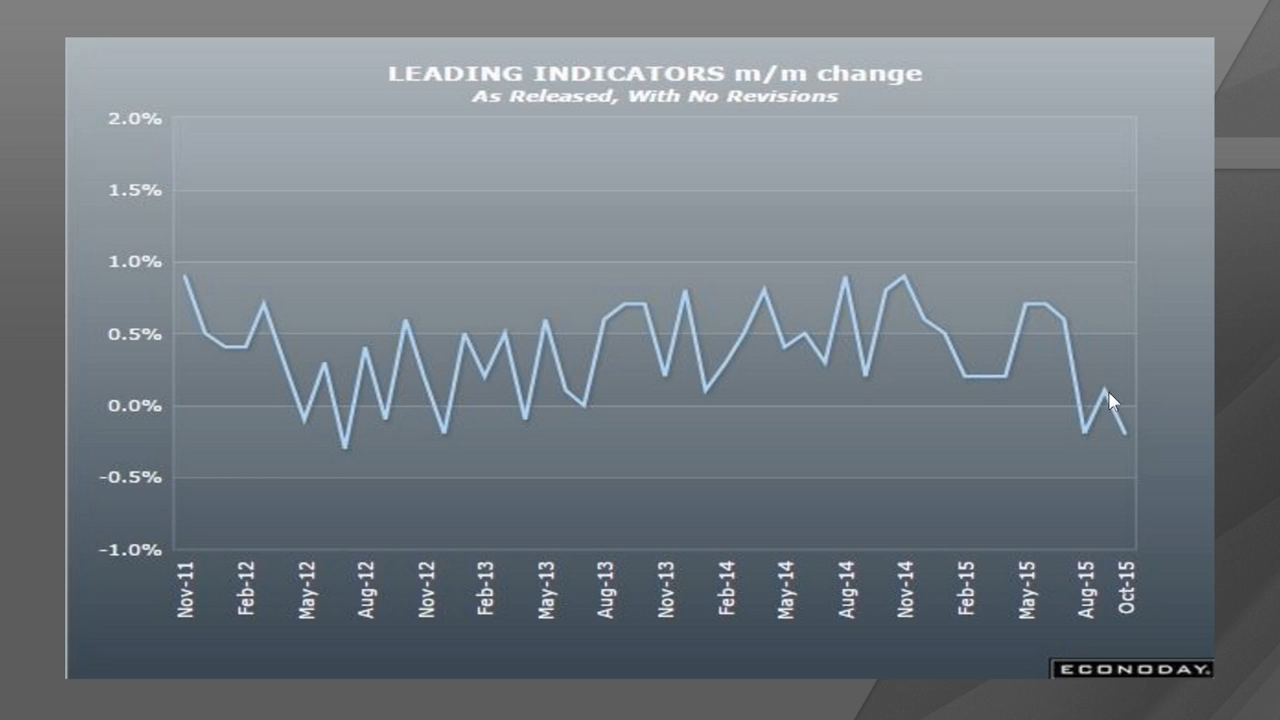 LEADING INDICATORS m/m change
As Released, With No Revisions
2.0%
1.5%
1.0%
0.5%
0.0%
-0.5%
-1.0%
Nov-11
Feb-12
May-12
Aug-12
Nov-12
Feb-13
May-13
Aug-13
Nov-13
Feb-14
May-14
Aug-14
Nov-14
Feb-15
May-15
Aug-15
Oct-15
ECONODAY.